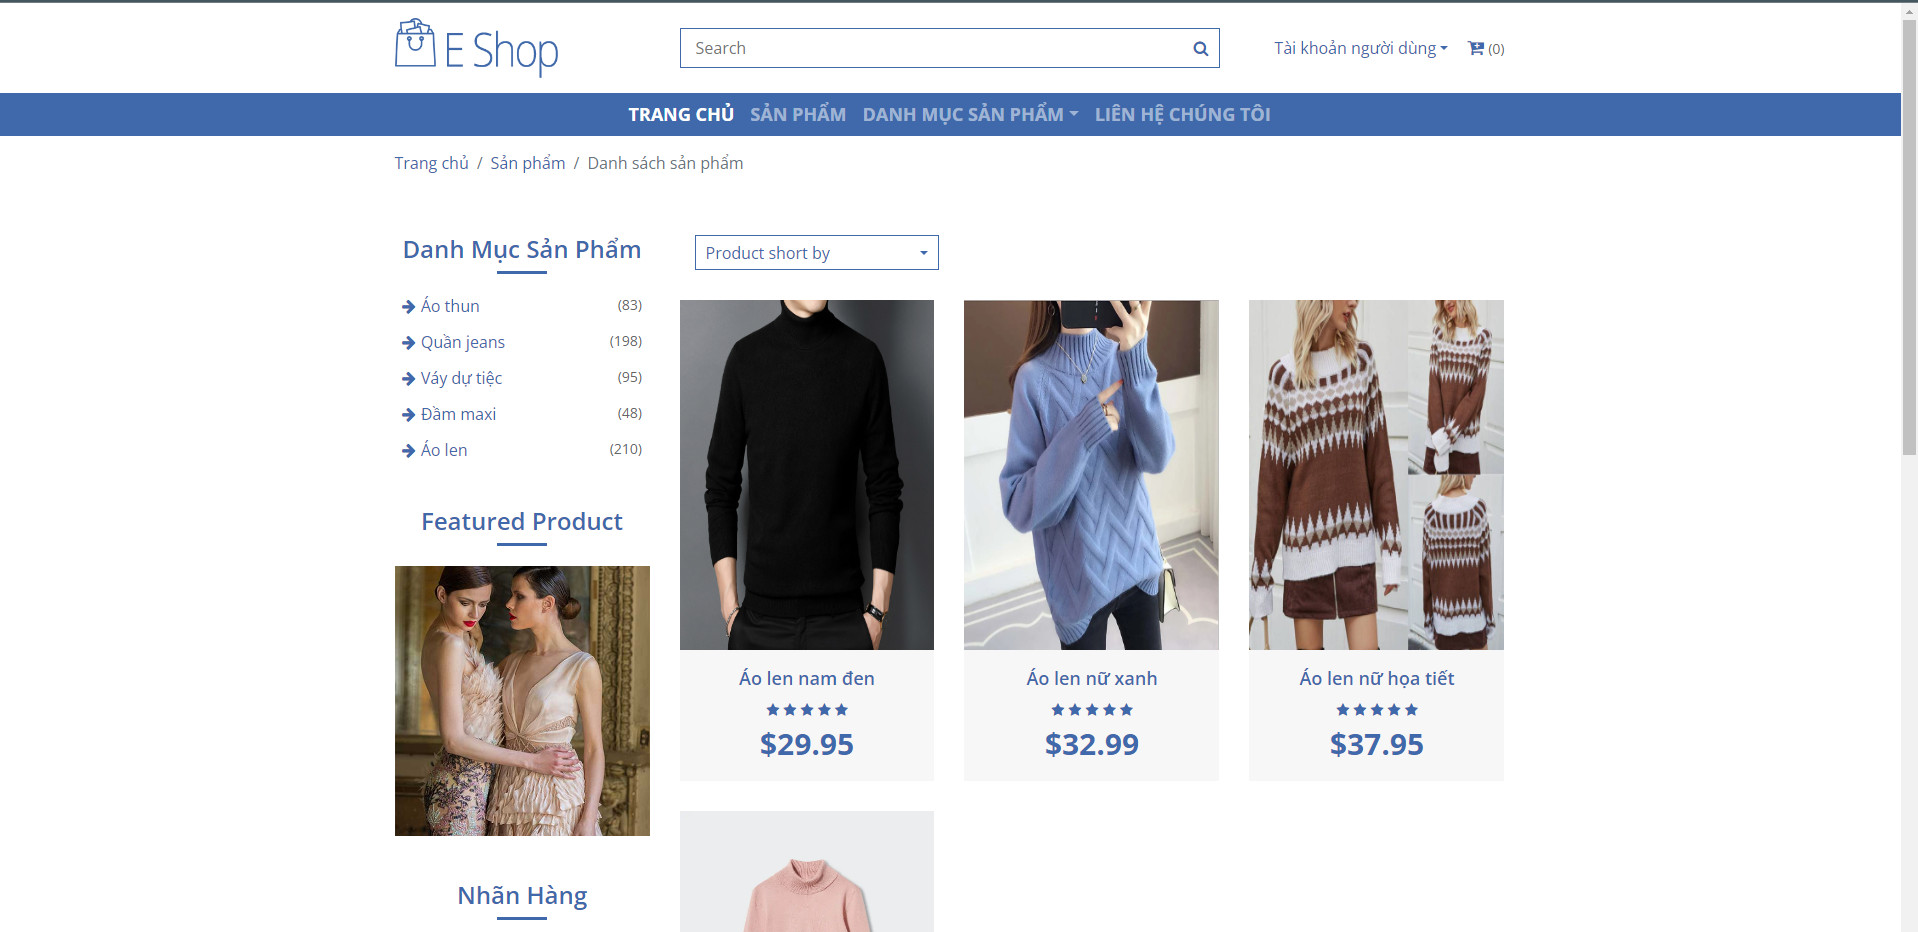 E Shop
Search
Tài khoản người dùng
(0)
TRANG CHỦ SẢN PHẨM DANH MỤC SẢN PHẨM LIÊN HỆ CHÚNG TÔI
Trang chủ / Sản phẩm / Danh sách sản phẩm
Danh Mục Sản Phẩm
Áo thun (83)
Quần jeans (198)
Váy dự tiệc (95)
Đầm maxi (48)
Áo len (210)
Featured Product
Nhãn Hàng
Product short by
Áo len nam đen
$29.95
Áo len nữ xanh
$32.99
Áo len nữ họa tiết
$37.95